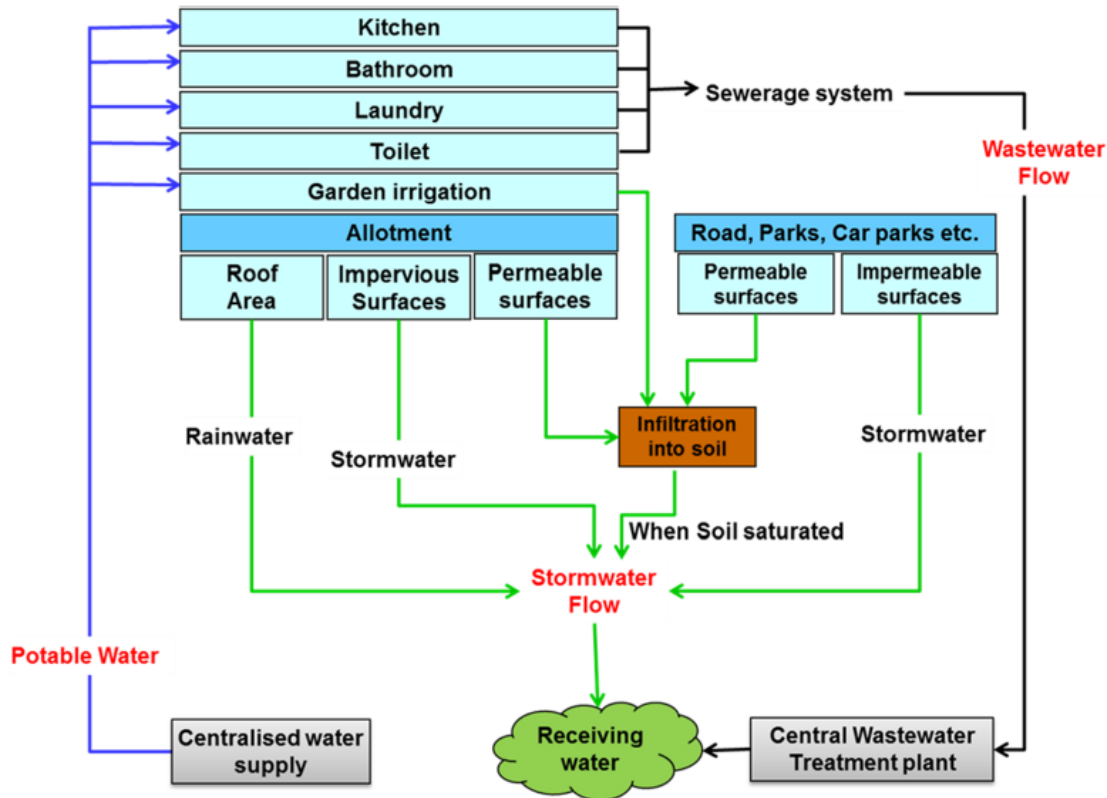 Kitchen
Bathroom
Laundry
Toilet
Garden irrigation
Allotment
Roof
Area
Impervious
Surfaces
Permeable
surfaces
Sewerage system
Wastewater
Flow
Road, Parks, Car parks etc.
Permeable
surfaces
Impermeable
surfaces
Rainwater
Stormwater
Infiltration
into soil
Stormwater
When Soil saturated
Stormwater
Flow
Potable Water
Centralised water
supply
Receiving
water
Central Wastewater
Treatment plant